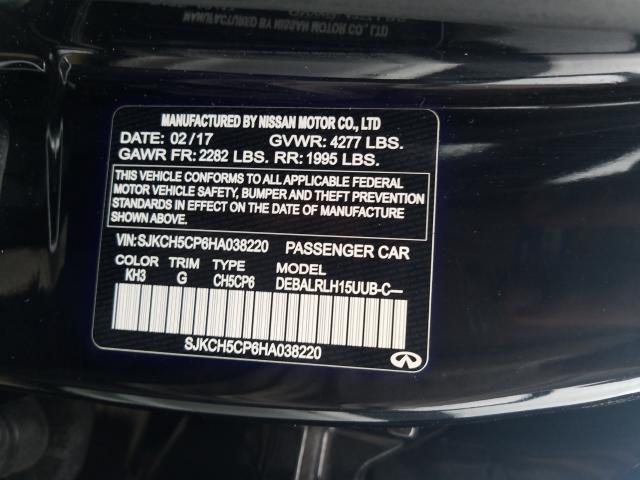 MANUFACTURED BY NISSAN MOTOR CO., LTD
DATE: 02/17 GVWR: 4277 LBS.
GAWR FR: 2282 LBS. RR: 1995 LBS.
THIS VEHICLE CONFORMS TO ALL APPLICABLE FEDERAL
MOTOR VEHICLE SAFETY, BUMPER AND THEFT PREVENTION
STANDARDS IN EFFECT ON THE DATE OF MANUFACTURE
SHOWN ABOVE.
VIN:SJKCH5CP6HA038220 PASSENGER CAR
COLOR TRIM TYPE MODEL
KH3 G CH5CP6 DEBALRLH15UUB-C—
SJKCH5CP6HA038220